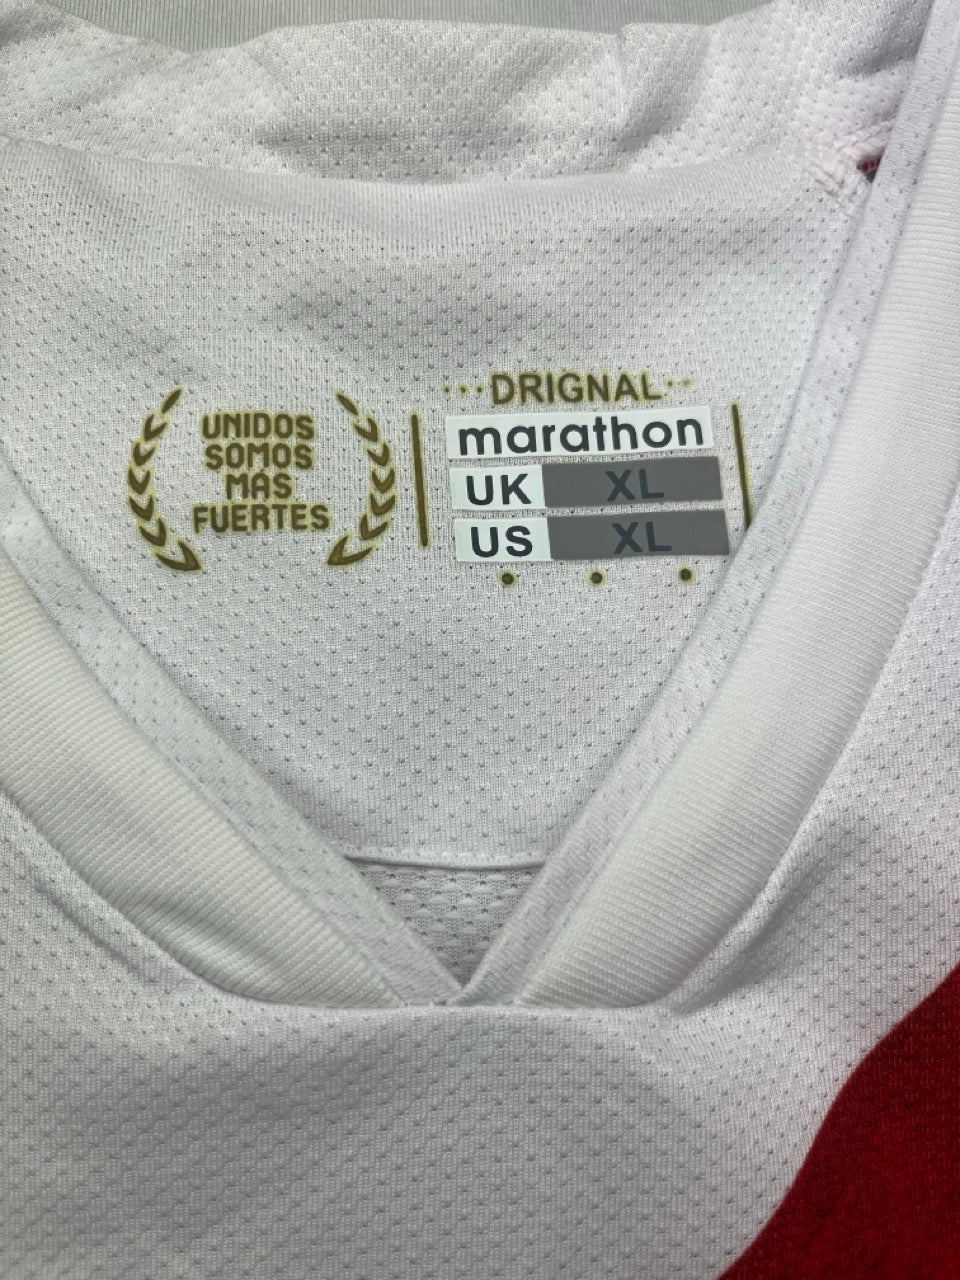 UNIDOS
SOMOS
MÁS
FUERTES
DRIGNAL
marathon
UK XL
US XL